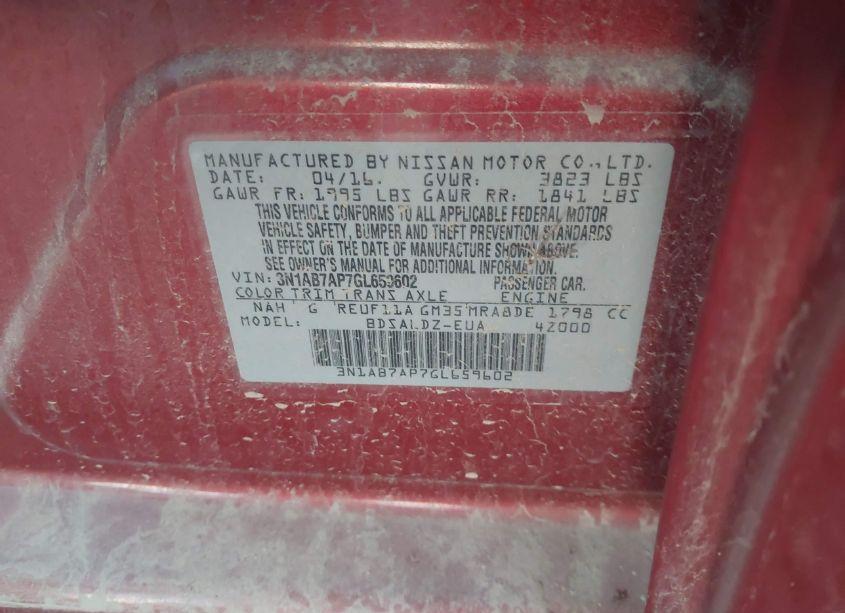 MANUFACTURED BY NISSAN MOTOR CO., LTD.
DATE: 04/16. GVWR: 3823 LBS
GAWR FR: 1995 LBS GAWR RR: 1841 LBS
THIS VEHICLE CONFORMS TO ALL APPLICABLE FEDERAL MOTOR
VEHICLE SAFETY, BUMPER AND THEFT PREVENTION STANDARDS
IN EFFECT ON THE DATE OF MANUFACTURE SHOWN ABOVE.
SEE OWNER'S MANUAL FOR ADDITIONAL INFORMATION.
VIN: 3N1AB7AP7GL659602 PASSENGER CAR.
COLOR TRIM TRANS AXLE ENGINE
NAH G RE0F11A GM35 MRA8DE 1798 CC
MODEL: BDSALDZ-EUA 4Z000
3N1AB7AP7GL659602